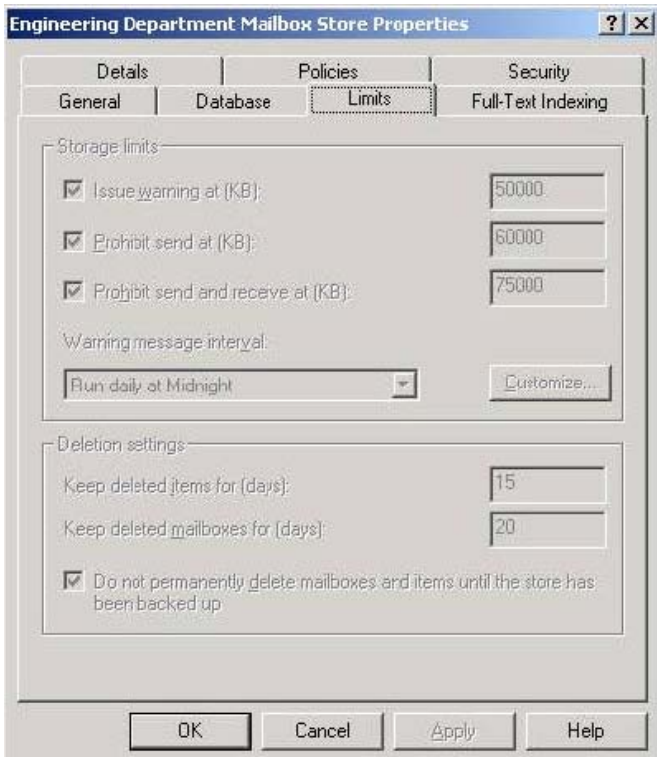 Engineering Department Mailbox Store Properties
Details Policies Security
General Database Limits Full-Text Indexing
Storage limits
Issue warning at (KB): 50000
Prohibit send at (KB): 60000
Prohibit send and receive at (KB): 75000
Warning message interval:
Run daily at Midnight Customize...
Deletion settings
Keep deleted items for (days): 15
Keep deleted mailboxes for (days): 20
Do not permanently delete mailboxes and items until the store has
been backed up
OK Cancel Apply Help